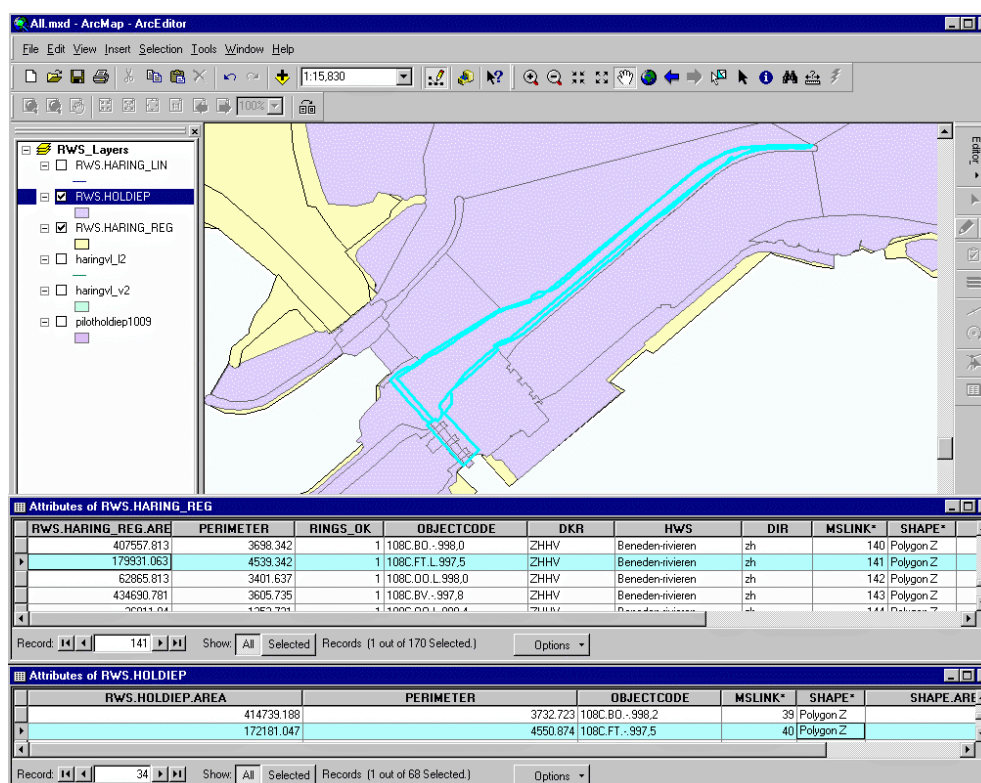 All.mxd - ArcMap - ArcEditor
File Edit View Insert Selection Tools Window Help
1:15,830
100%
RWS_Layers
RWS.HARING_LIN
RWS.HOLDIEP
RWS.HARING_REG
haringvl_l2
haringvl_v2
pilotholdiep1009
Editor
Attributes of RWS.HARING_REG
RWS.HARING_REG.ARE PERIMETER RINGS_OK OBJECTCODE DKR HWS DIR MSLINK* SHAPE*
407557.813 3698.342 1 108C.BO.-.998,0 ZHHV Beneden-rivieren zh 140 Polygon Z
179931.063 4539.342 1 108C.FT.L.997,5 ZHHV Beneden-rivieren zh 141 Polygon Z
62865.813 3401.637 1 108C.OO.L.998,0 ZHHV Beneden-rivieren zh 142 Polygon Z
434690.781 3605.735 1 108C.BV.-.997,8 ZHHV Beneden-rivieren zh 143 Polygon Z
Record: 141 Show: All Selected Records (1 out of 170 Selected.) Options
Attributes of RWS.HOLDIEP
RWS.HOLDIEP.AREA PERIMETER OBJECTCODE MSLINK* SHAPE* SHAPE.ARE
414739.188 3732.723 108C.BO.-.998,2 39 Polygon Z
172181.047 4550.874 108C.FT.-.997,5 40 Polygon Z
Record: 34 Show: All Selected Records (1 out of 68 Selected.) Options